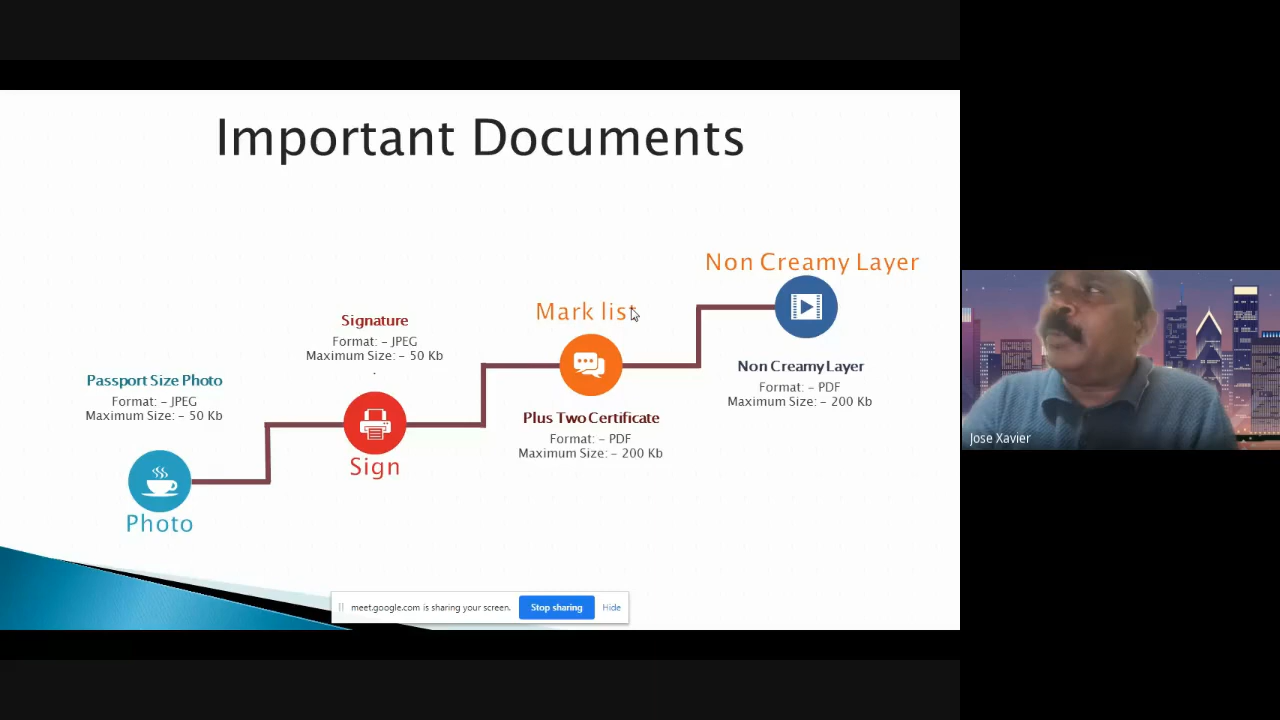 Important Documents
Passport Size Photo
Format: - JPEG
Maximum Size: - 50 Kb
Photo
Signature
Format: - JPEG
Maximum Size: - 50 Kb
.
Sign
Mark list
Plus Two Certificate
Format: - PDF
Maximum Size: - 200 Kb
Non Creamy Layer
Non Creamy Layer
Format: - PDF
Maximum Size: - 200 Kb
meet.google.com is sharing your screen. Stop sharing Hide
Jose Xavier